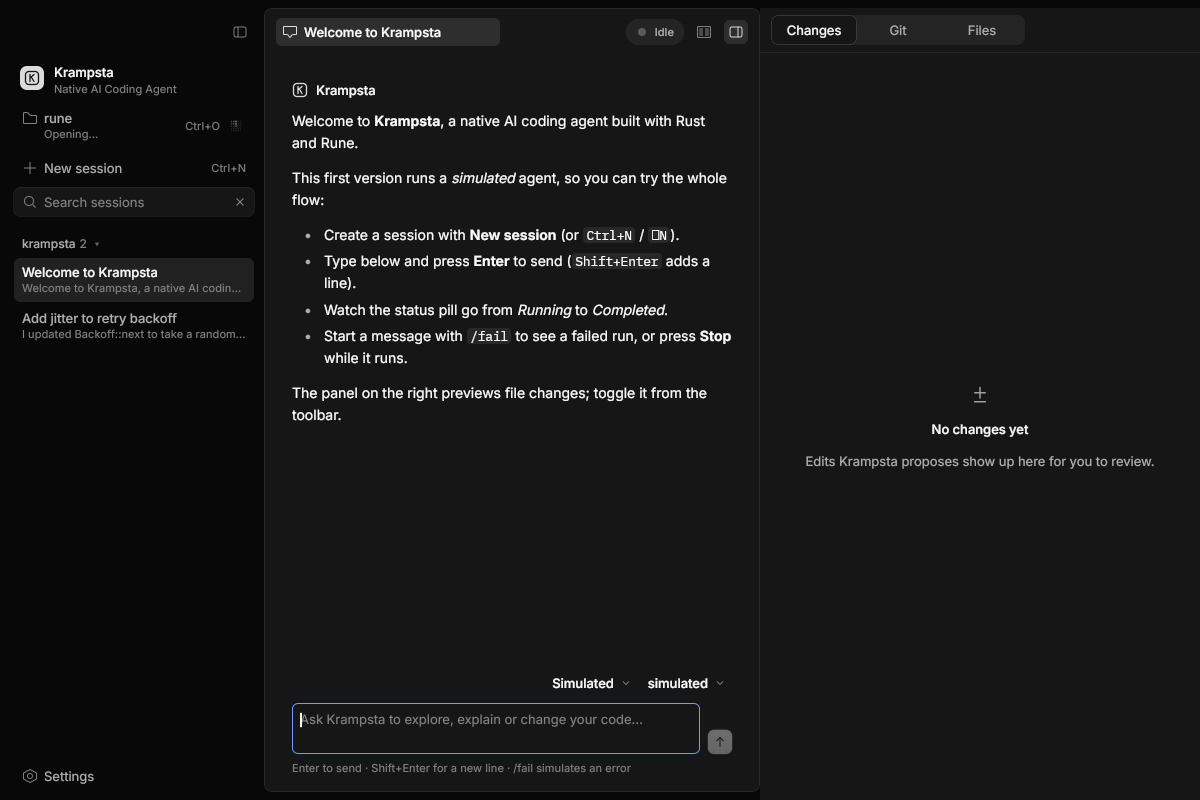 Krampsta
Native AI Coding Agent
rune
Opening...
Ctrl+O
New session
Ctrl+N
Search sessions
krampsta 2
Welcome to Krampsta
Welcome to Krampsta, a native AI codin...
Add jitter to retry backoff
I updated Backoff::next to take a random...
Settings
Welcome to Krampsta
Idle
Krampsta
Welcome to Krampsta, a native AI coding agent built with Rust
and Rune.
This first version runs a simulated agent, so you can try the whole
flow:
• Create a session with New session (or Ctrl+N / N).
• Type below and press Enter to send (Shift+Enter adds a
line).
• Watch the status pill go from Running to Completed.
• Start a message with /fail to see a failed run, or press Stop
while it runs.
The panel on the right previews file changes; toggle it from the
toolbar.
Simulated
simulated
Ask Krampsta to explore, explain or change your code...
Enter to send · Shift+Enter for a new line · /fail simulates an error
Changes
Git
Files
No changes yet
Edits Krampsta proposes show up here for you to review.